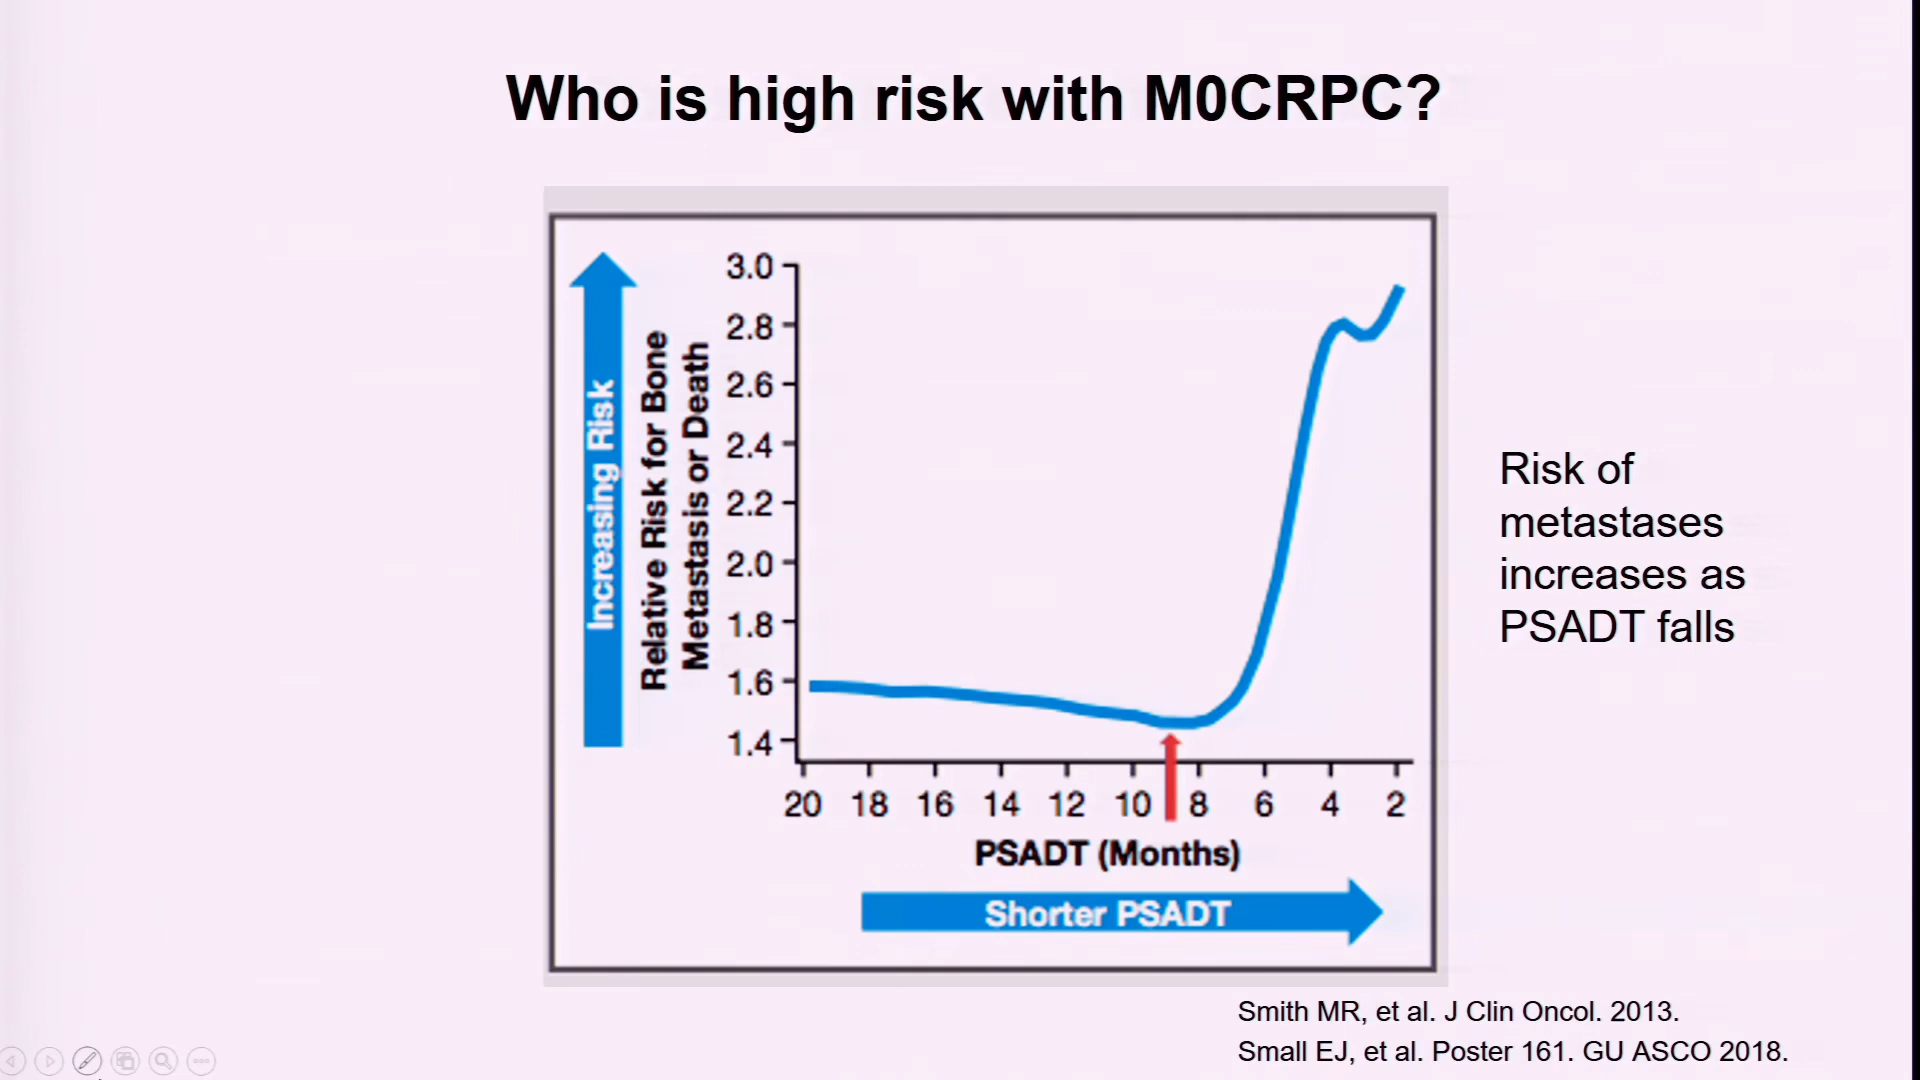 Who is high risk with M0CRPC?
Increasing Risk
Relative Risk for Bone
Metastasis or Death
3.0
2.8
2.6
2.4
2.2
2.0
1.8
1.6
1.4
20 18 16 14 12 10 8 6 4 2
PSADT (Months)
Shorter PSADT
Risk of
metastases
increases as
PSADT falls
Smith MR, et al. J Clin Oncol. 2013.
Small EJ, et al. Poster 161. GU ASCO 2018.